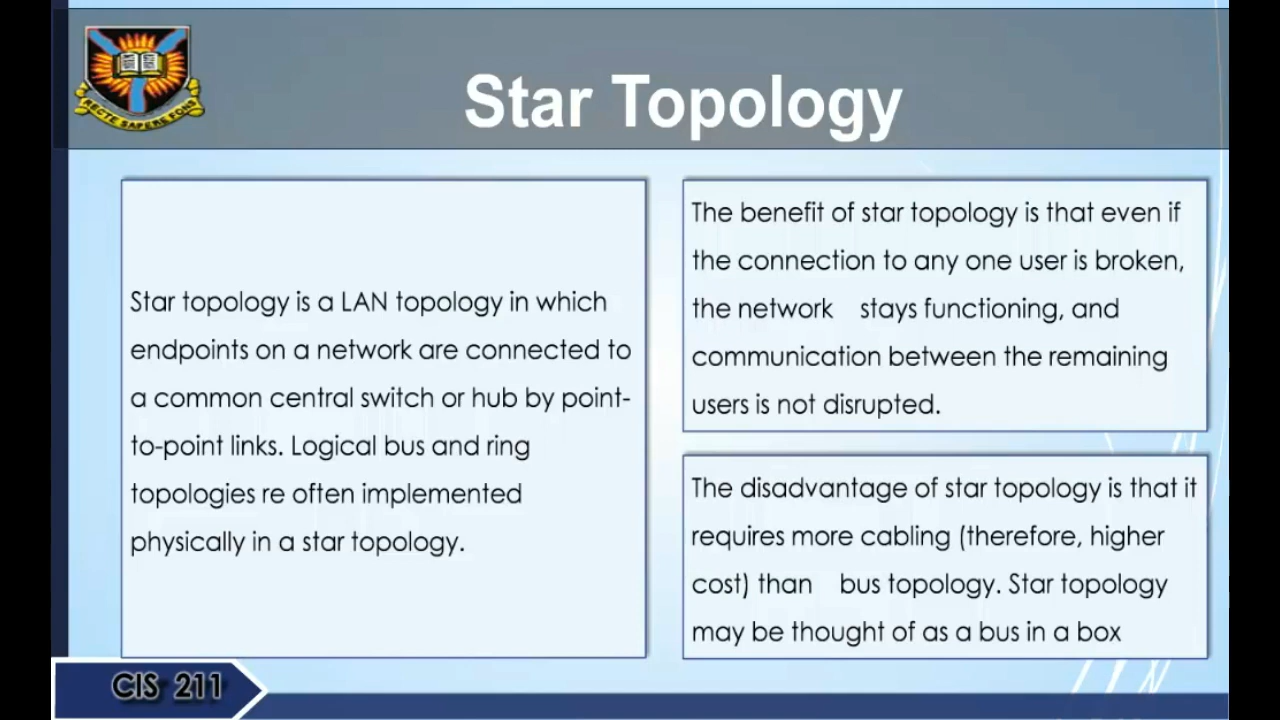 RECTE SAPERE FONS
Star Topology
Star topology is a LAN topology in which
endpoints on a network are connected to
a common central switch or hub by point-
to-point links. Logical bus and ring
topologies re often implemented
physically in a star topology.
The benefit of star topology is that even if
the connection to any one user is broken,
the network stays functioning, and
communication between the remaining
users is not disrupted.
The disadvantage of star topology is that it
requires more cabling (therefore, higher
cost) than bus topology. Star topology
may be thought of as a bus in a box
CIS 211